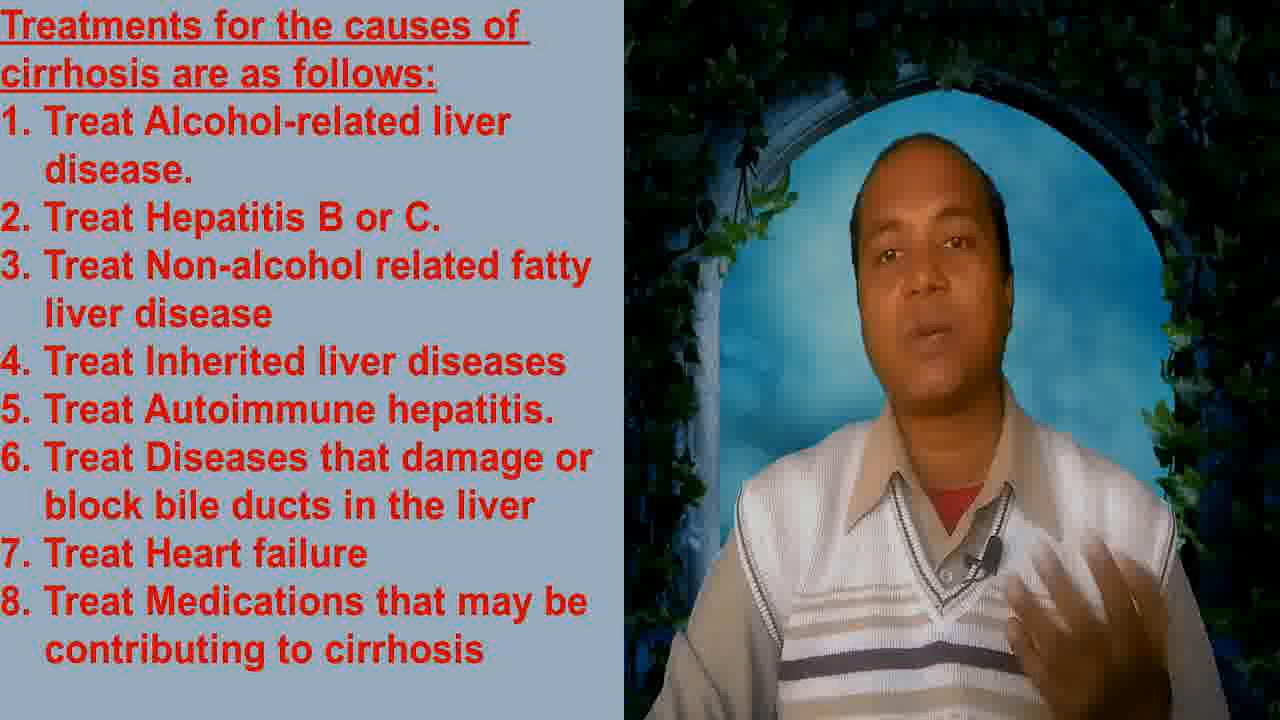 Treatments for the causes of
cirrhosis are as follows:
1. Treat Alcohol-related liver
disease.
2. Treat Hepatitis B or C.
3. Treat Non-alcohol related fatty
liver disease
4. Treat Inherited liver diseases
5. Treat Autoimmune hepatitis.
6. Treat Diseases that damage or
block bile ducts in the liver
7. Treat Heart failure
8. Treat Medications that may be
contributing to cirrhosis